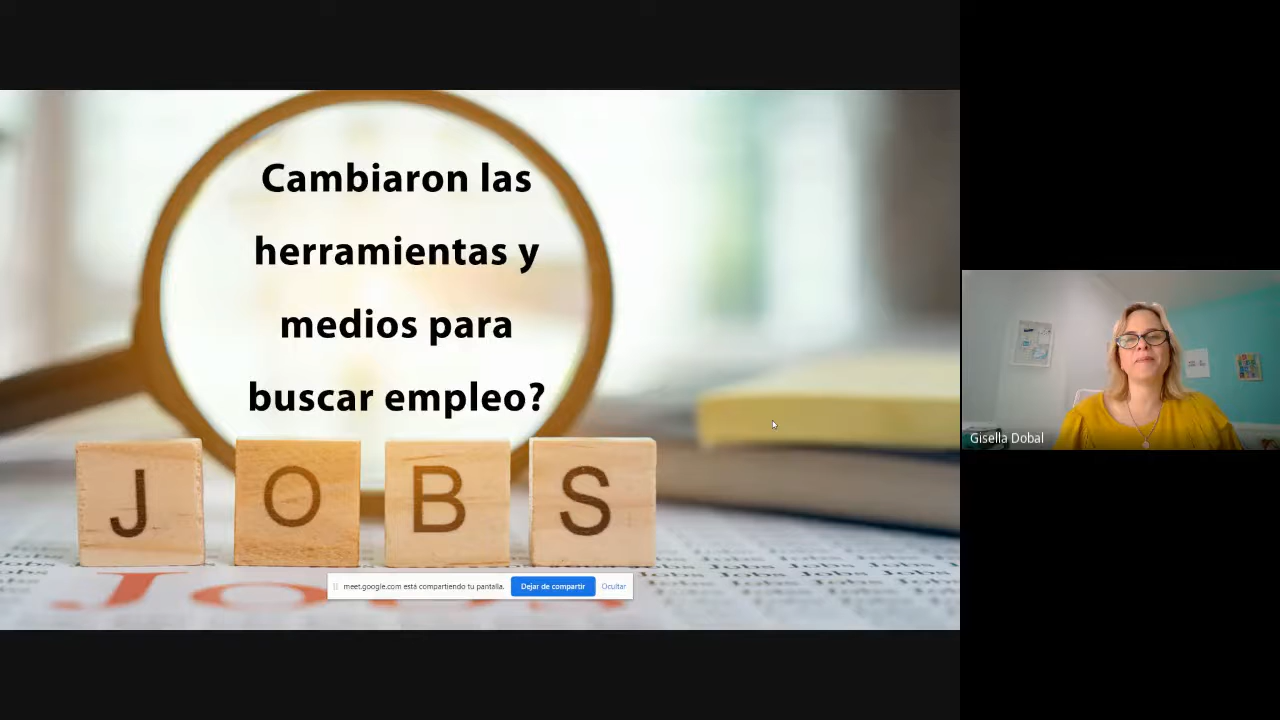 Cambiaron las
herramientas y
medios para
buscar empleo?
J O B S
Jobs
meet.google.com está compartiendo tu pantalla. Dejar de compartir Ocultar
Gisella Dobal